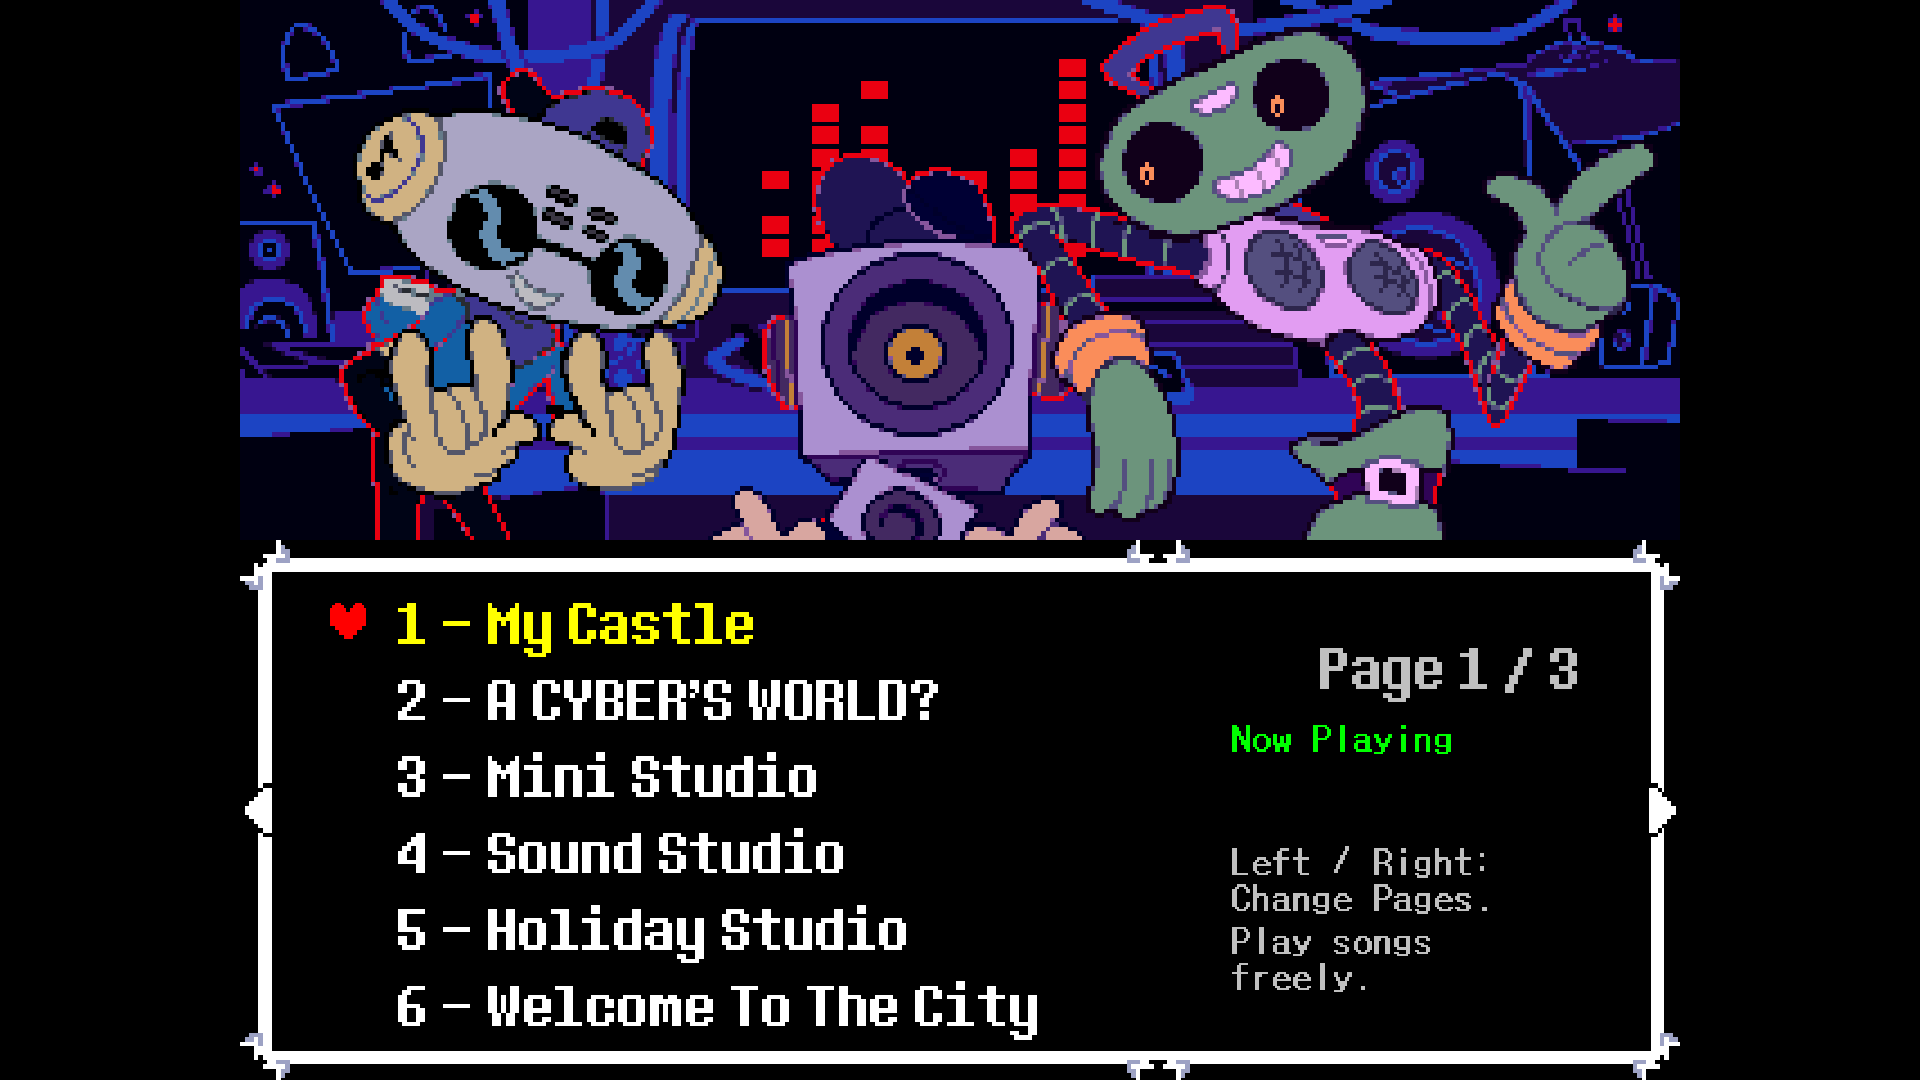 1 - My Castle
2 - A CYBER'S WORLD?
3 - Mini Studio
4 - Sound Studio
5 - Holiday Studio
6 - Welcome To The City
Page 1 / 3
Now Playing
Left / Right:
Change Pages.
Play songs
freely.